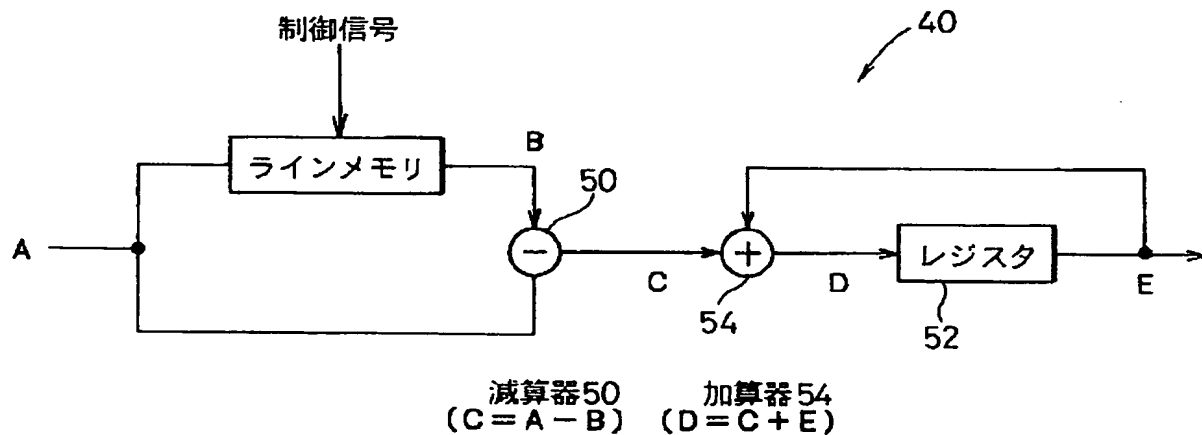 制御信号
40
ラインメモリ
B
50
A
−
C
+
D
レジスタ
E
54
52
減算器50 加算器54
(C=A−B) (D=C+E)